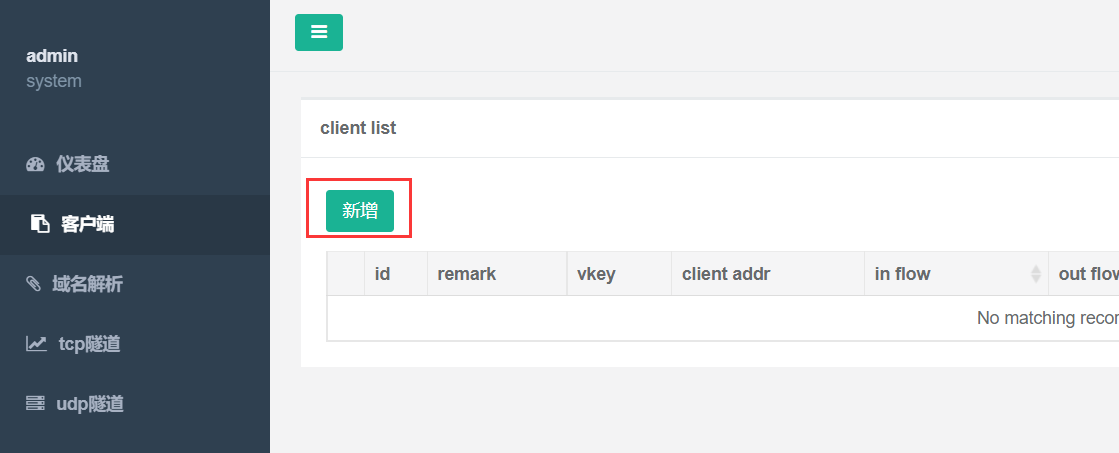 admin
system
仪表盘
客户端
域名解析
tcp隧道
udp隧道
client list
新增
id remark vkey client addr in flow out flow
No matching recor